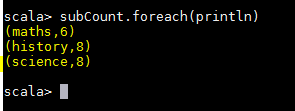 scala> subCount.foreach(println)
(maths,6)
(history,8)
(science,8)
scala>